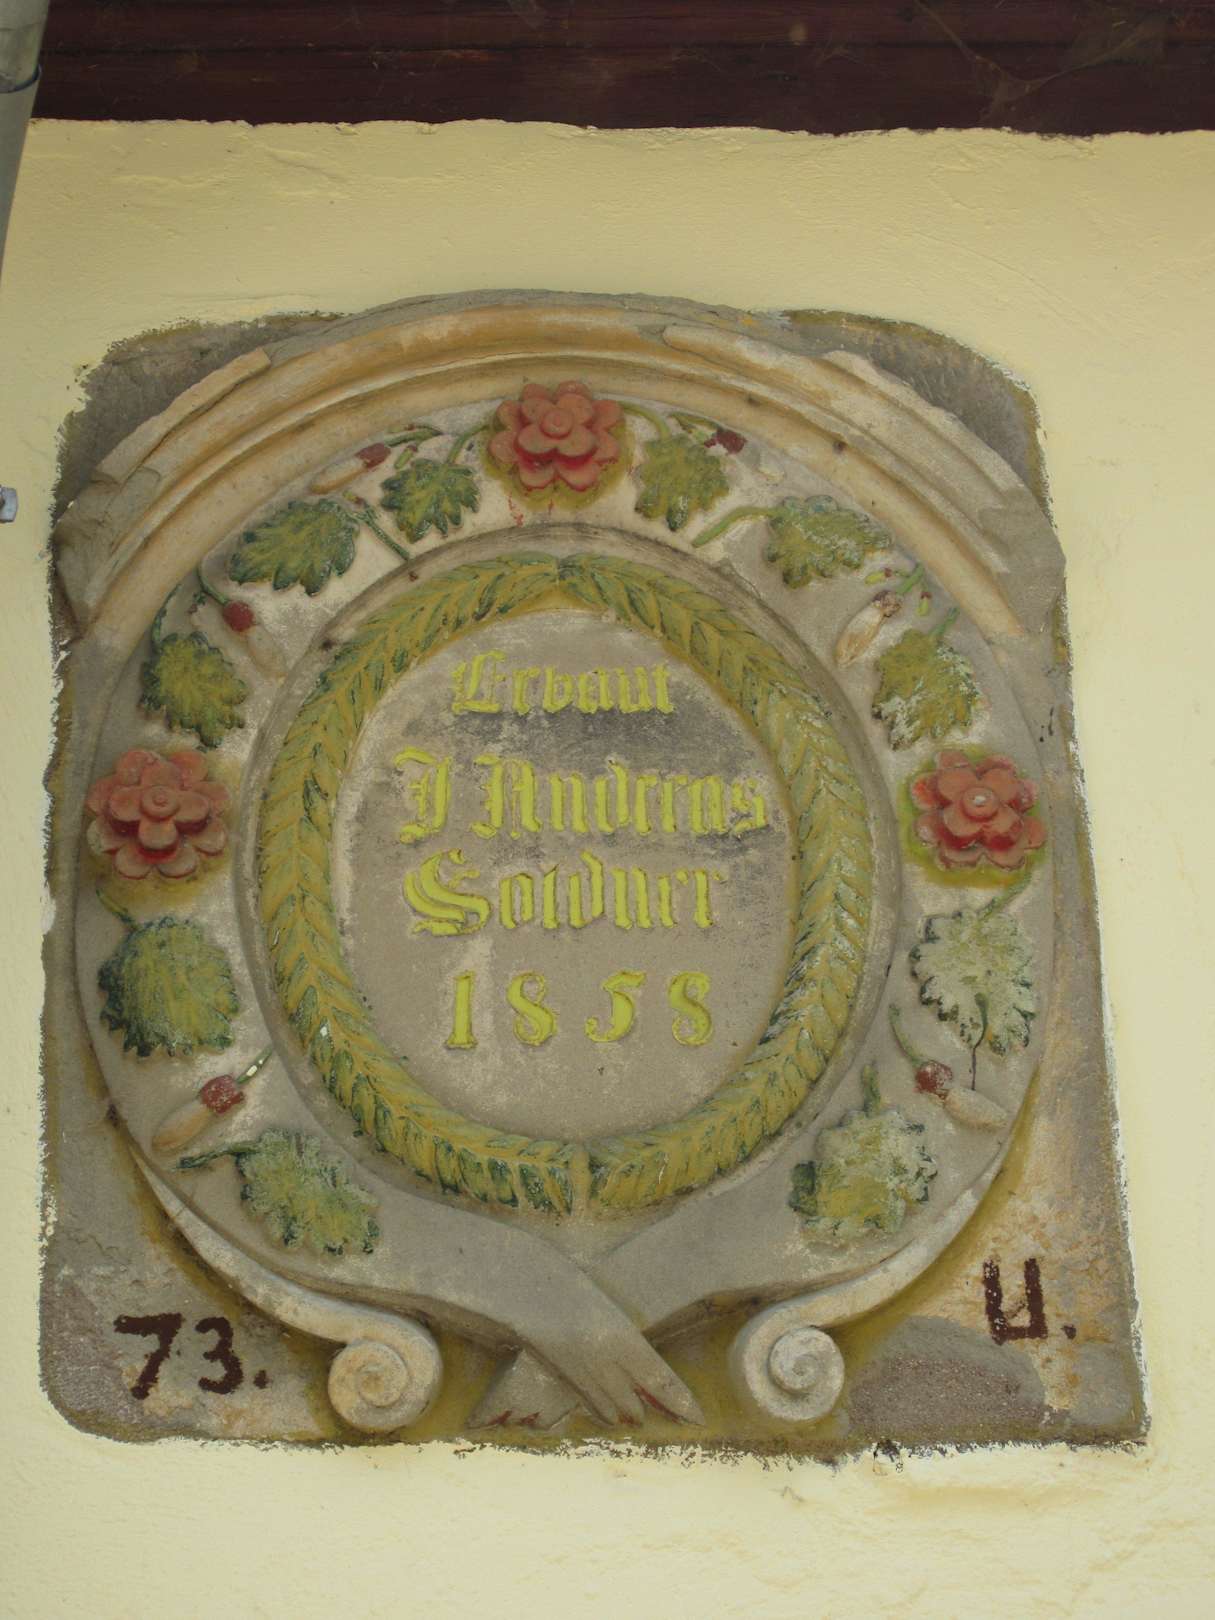 Erbaut
J Andreas
Soldner
1858
73.
U.